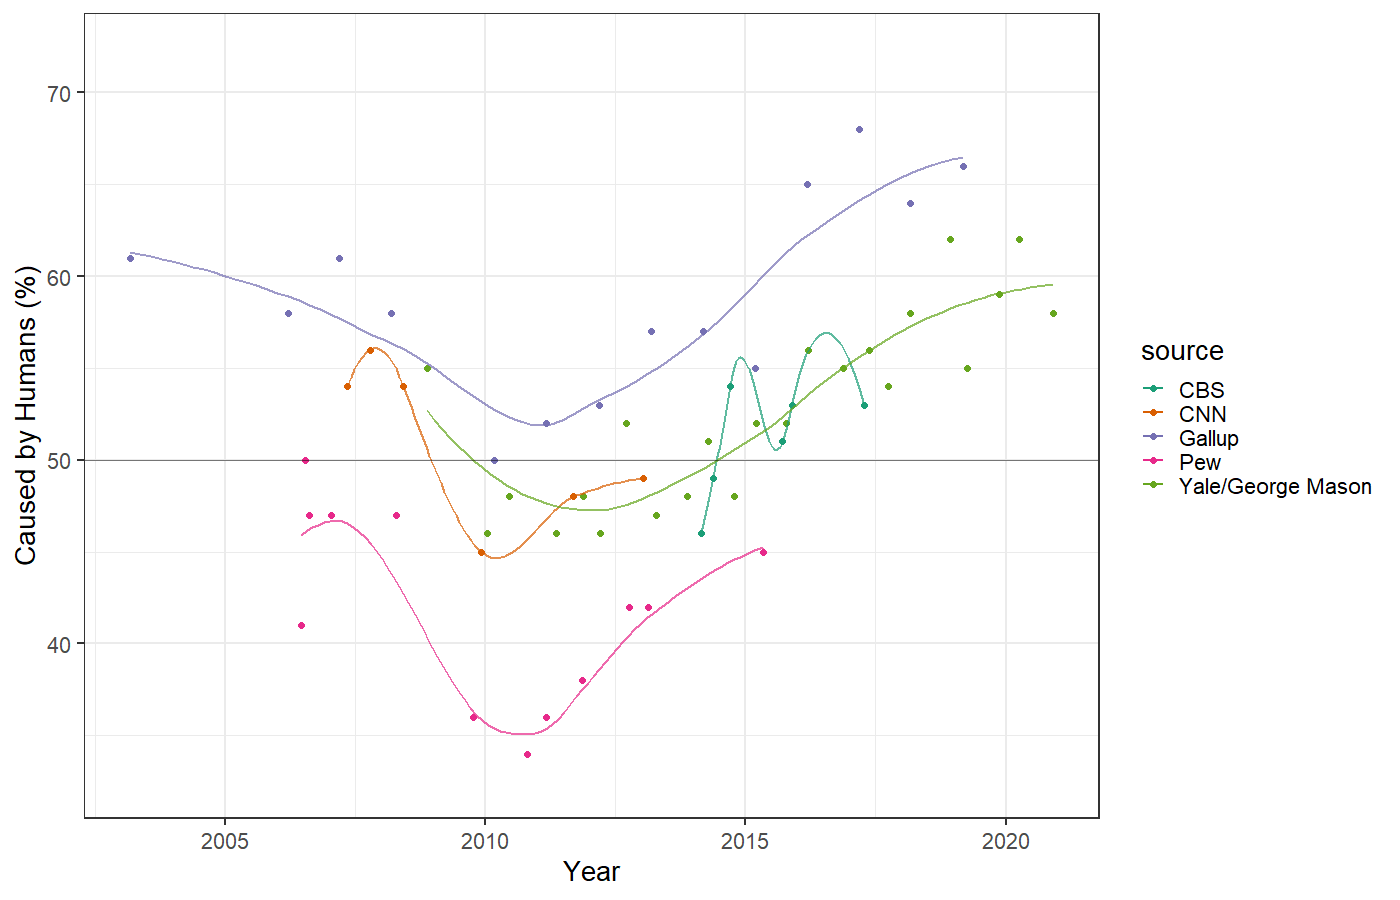 Caused by Humans (%)
70
60
50
40
2005
2010
2015
2020
Year
source
CBS
CNN
Gallup
Pew
Yale/George Mason